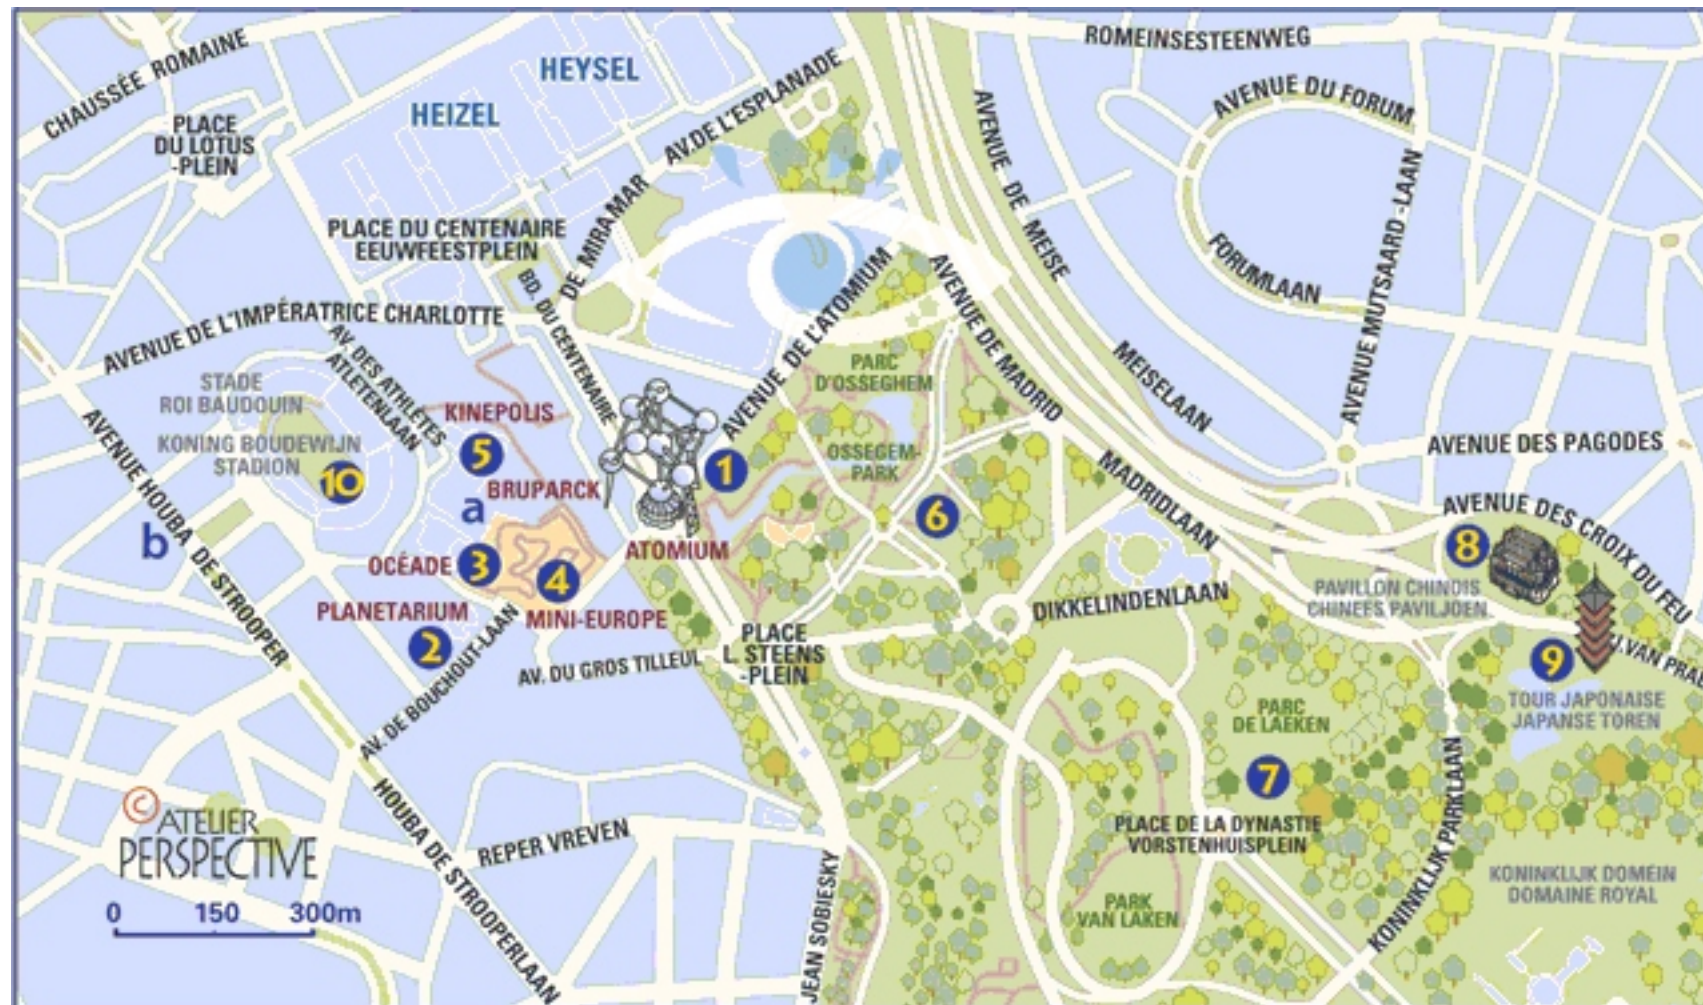 CHAUSSÉE ROMAINE
HEYSEL
HEIZEL
ROMEINSESTEENWEG
PLACE
DU LOTUS
-PLEIN
AV.DE L'ESPLANADE
AVENUE DU FORUM
AVENUE DE MEISE
PLACE DU CENTENAIRE
EEUWFEESTPLEIN
DE MIRAMAR
BD. DU CENTENAIRE
AVENUE MUTSAARD-LAAN
FORUMLAAN
AVENUE DE L'IMPÉRATRICE CHARLOTTE
AVENUE DE L'ATOMIUM
AVENUE DE MADRID
AV. DES ATHLÈTES
ATLETENLAAN
PARC
D'OSSEGHEM
MEISELAAN
STADE
ROI BAUDOUIN
KONING BOUDEWIJN
STADION
10
KINEPOLIS
5
BRUPARCK
a
1
OSSEGEM-
PARK
6
AVENUE DES PAGODES
MADRIDLAAN
AVENUE DES CROIX DU FEU
b
AVENUE HOUBA DE STROOPER
OCÉADE
3
4
MINI-EUROPE
ATOMIUM
PLANETARIUM
2
8
PAVILLON CHINOIS
CHINEES PAVILJOEN
DIKKELINDENLAAN
PLACE
L. STEENS
-PLEIN
AV. DU GROS TILLEUL
AV. DE BOUCHOUT-LAAN
9
J.VAN PRAE
TOUR JAPONAISE
JAPANSE TOREN
PARC
DE LAEKEN
7
PLACE DE LA DYNASTIE
VORSTENHUISPLEIN
KONINKLIJK PARKLAAN
KONINKLIJK DOMEIN
DOMAINE ROYAL
PARK
VAN LAKEN
HOUBA DE STROOPERLAAN
REPER VREVEN
JEAN SOBIESKY
© ATELIER
PERSPECTIVE
0 150 300m